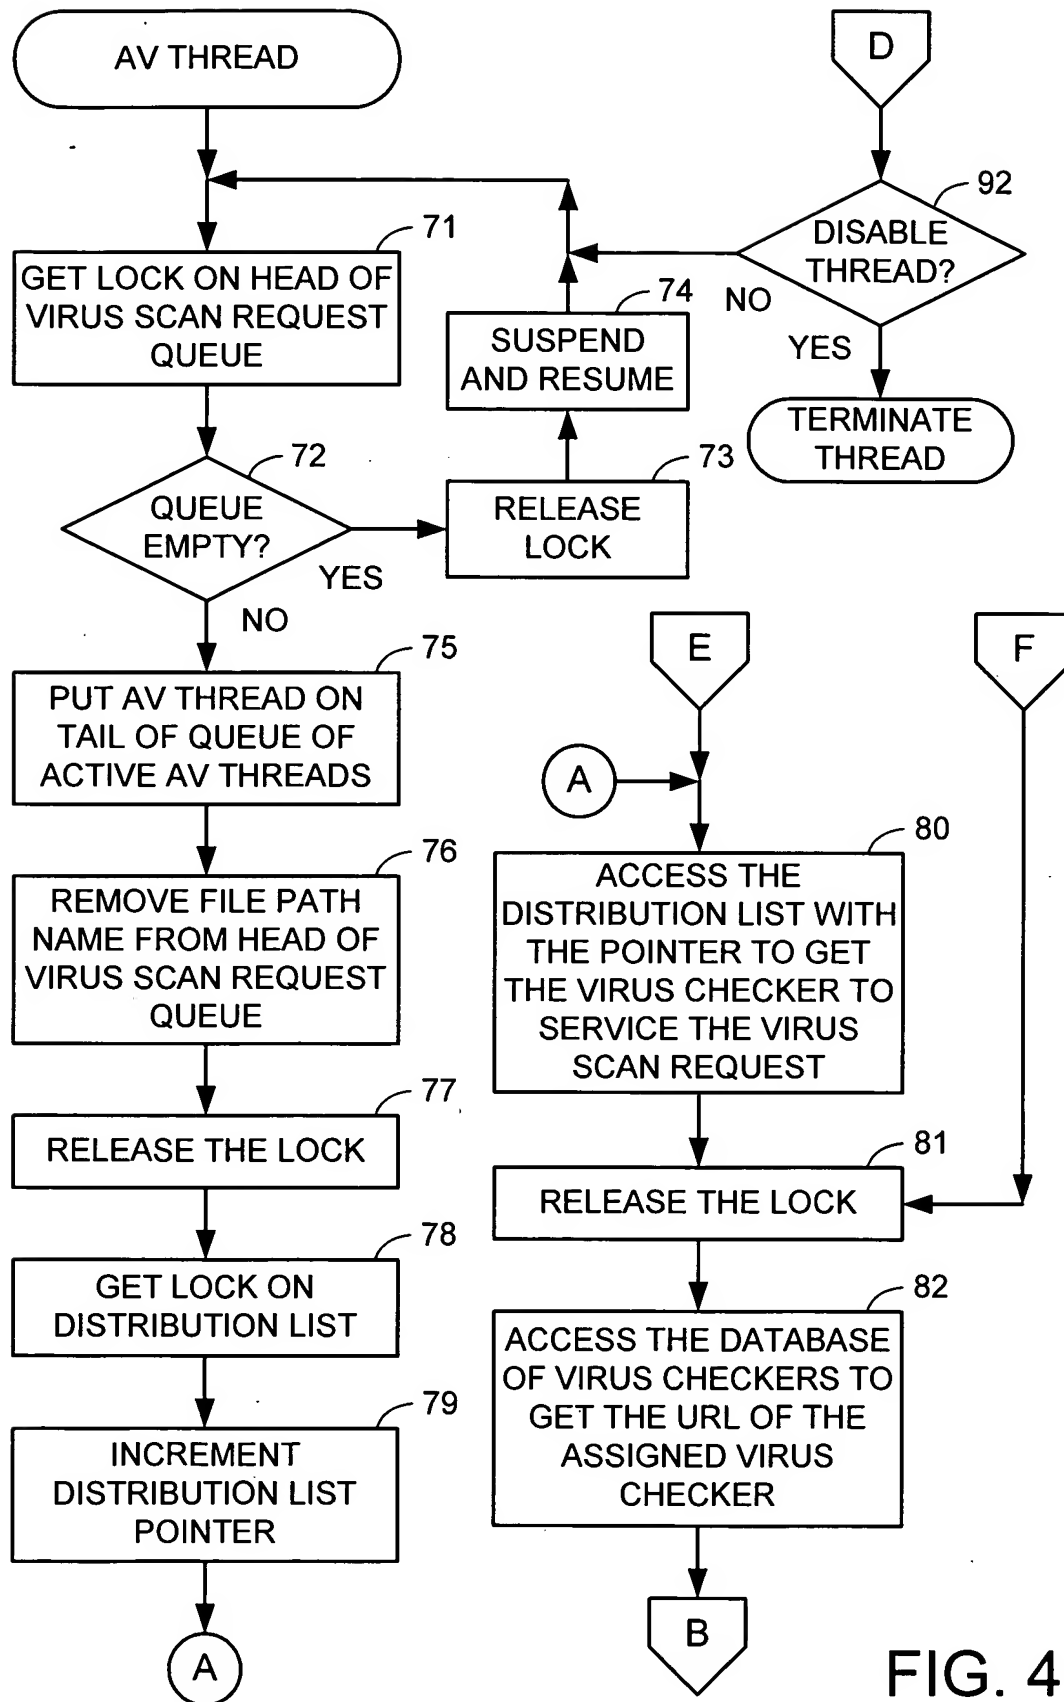 AV THREAD
71
GET LOCK ON HEAD OF
VIRUS SCAN REQUEST
QUEUE
72
QUEUE
EMPTY?
YES
NO
73
RELEASE
LOCK
74
SUSPEND
AND RESUME
D
92
DISABLE
THREAD?
NO
YES
TERMINATE
THREAD
75
PUT AV THREAD ON
TAIL OF QUEUE OF
ACTIVE AV THREADS
76
REMOVE FILE PATH
NAME FROM HEAD OF
VIRUS SCAN REQUEST
QUEUE
77
RELEASE THE LOCK
78
GET LOCK ON
DISTRIBUTION LIST
79
INCREMENT
DISTRIBUTION LIST
POINTER
A
E
F
A
80
ACCESS THE
DISTRIBUTION LIST WITH
THE POINTER TO GET
THE VIRUS CHECKER TO
SERVICE THE VIRUS
SCAN REQUEST
81
RELEASE THE LOCK
82
ACCESS THE DATABASE
OF VIRUS CHECKERS TO
GET THE URL OF THE
ASSIGNED VIRUS
CHECKER
B
FIG. 4